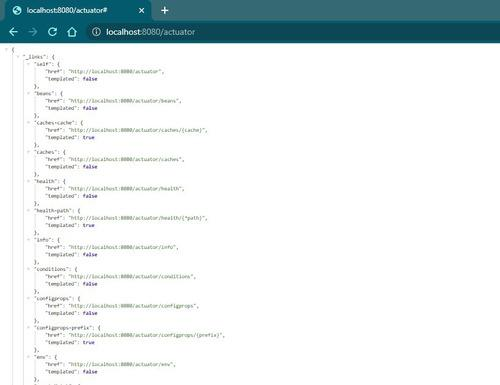 localhost:8080/actuator#
localhost:8080/actuator
{
"_links": {
"self": {
"href": "http://localhost:8080/actuator",
"templated": false
},
"beans": {
"href": "http://localhost:8080/actuator/beans",
"templated": false
},
"caches-cache": {
"href": "http://localhost:8080/actuator/caches/{cache}",
"templated": true
},
"caches": {
"href": "http://localhost:8080/actuator/caches",
"templated": false
},
"health": {
"href": "http://localhost:8080/actuator/health",
"templated": false
},
"health-path": {
"href": "http://localhost:8080/actuator/health/{*path}",
"templated": true
},
"info": {
"href": "http://localhost:8080/actuator/info",
"templated": false
},
"conditions": {
"href": "http://localhost:8080/actuator/conditions",
"templated": false
},
"configprops": {
"href": "http://localhost:8080/actuator/configprops",
"templated": false
},
"configprops-prefix": {
"href": "http://localhost:8080/actuator/configprops/{prefix}",
"templated": true
},
"env": {
"href": "http://localhost:8080/actuator/env",
"templated": false
},